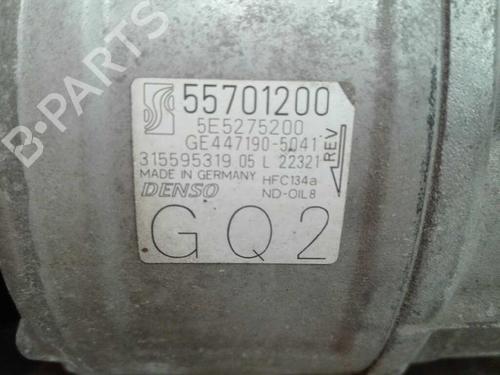 B-PARTS
55701200
5E5275200
GE447190-5041
315595319 05 L 22321
REV
MADE IN GERMANY HFC134a
DENSO ND-OIL8
GQ2